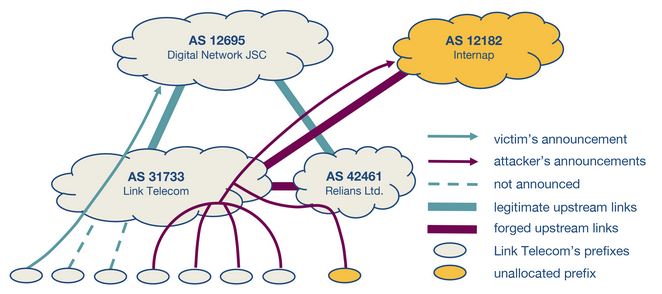 AS 12695
Digital Network JSC
AS 12182
Internap
AS 31733
Link Telecom
AS 42461
Relians Ltd.
victim's announcement
attacker's announcements
not announced
legitimate upstream links
forged upstream links
Link Telecom's prefixes
unallocated prefix